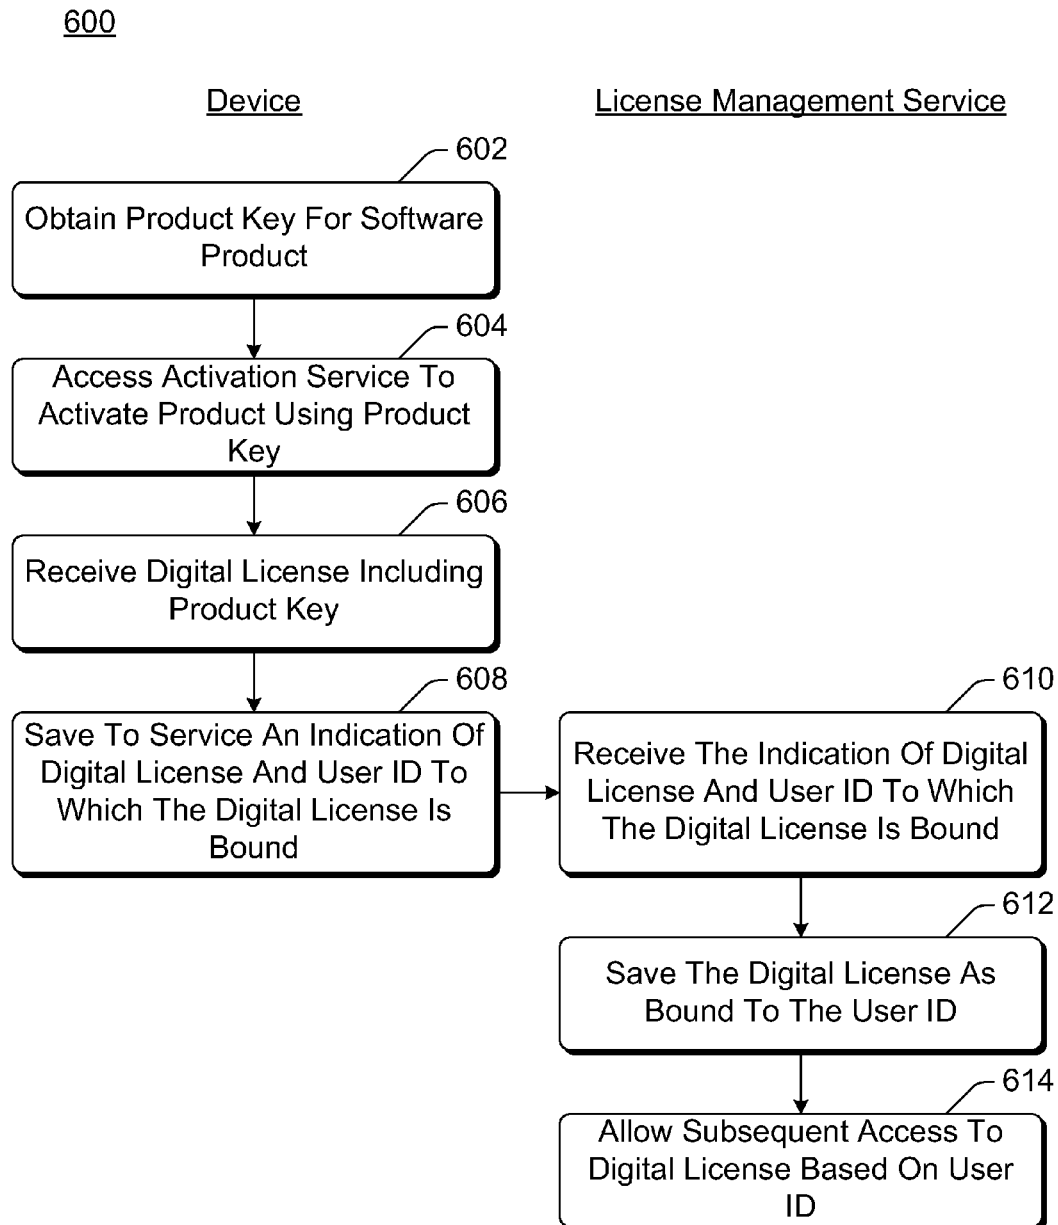 600
Device
License Management Service
602
Obtain Product Key For Software
Product
604
Access Activation Service To
Activate Product Using Product
Key
606
Receive Digital License Including
Product Key
608
Save To Service An Indication Of
Digital License And User ID To
Which The Digital License Is
Bound
610
Receive The Indication Of Digital
License And User ID To Which
The Digital License Is Bound
612
Save The Digital License As
Bound To The User ID
614
Allow Subsequent Access To
Digital License Based On User
ID